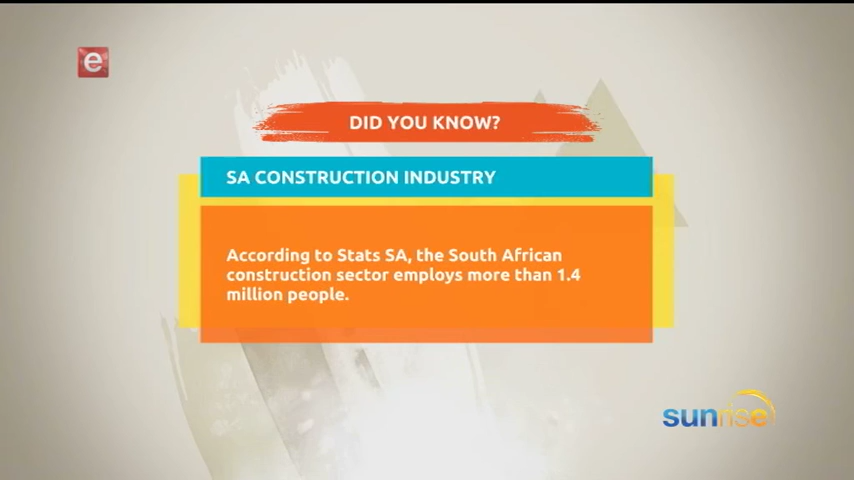 e
DID YOU KNOW?
SA CONSTRUCTION INDUSTRY
According to Stats SA, the South African
construction sector employs more than 1.4
million people.
sunrise